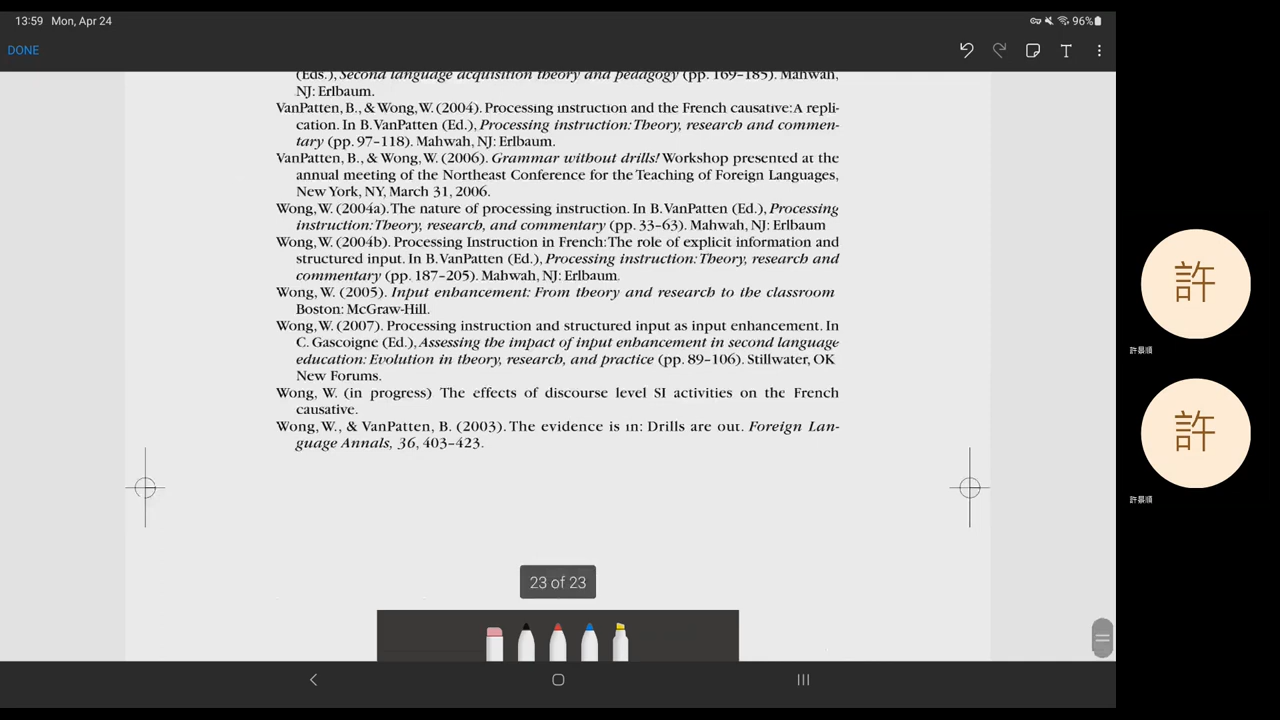 13:59 Mon, Apr 24
96%
DONE
T
(Eds.), Second language acquisition theory and pedagogy (pp. 169–185). Mahwah,
NJ: Erlbaum.
VanPatten, B., & Wong, W. (2004). Processing instruction and the French causative: A repli-
cation. In B. VanPatten (Ed.), Processing instruction: Theory, research and commen-
tary (pp. 97–118). Mahwah, NJ: Erlbaum.
VanPatten, B., & Wong, W. (2006). Grammar without drills! Workshop presented at the
annual meeting of the Northeast Conference for the Teaching of Foreign Languages,
New York, NY, March 31, 2006.
Wong, W. (2004a). The nature of processing instruction. In B. VanPatten (Ed.), Processing
instruction: Theory, research, and commentary (pp. 33–63). Mahwah, NJ: Erlbaum
Wong, W. (2004b). Processing Instruction in French: The role of explicit information and
structured input. In B. VanPatten (Ed.), Processing instruction: Theory, research and
commentary (pp. 187–205). Mahwah, NJ: Erlbaum.
Wong, W. (2005). Input enhancement: From theory and research to the classroom
Boston: McGraw-Hill.
Wong, W. (2007). Processing instruction and structured input as input enhancement. In
C. Gascoigne (Ed.), Assessing the impact of input enhancement in second language
education: Evolution in theory, research, and practice (pp. 89–106). Stillwater, OK
New Forums.
Wong, W. (in progress) The effects of discourse level SI activities on the French
causative.
Wong, W., & VanPatten, B. (2003). The evidence is in: Drills are out. Foreign Lan-
guage Annals, 36, 403–423.
23 of 23
許
許景順
許
許景順